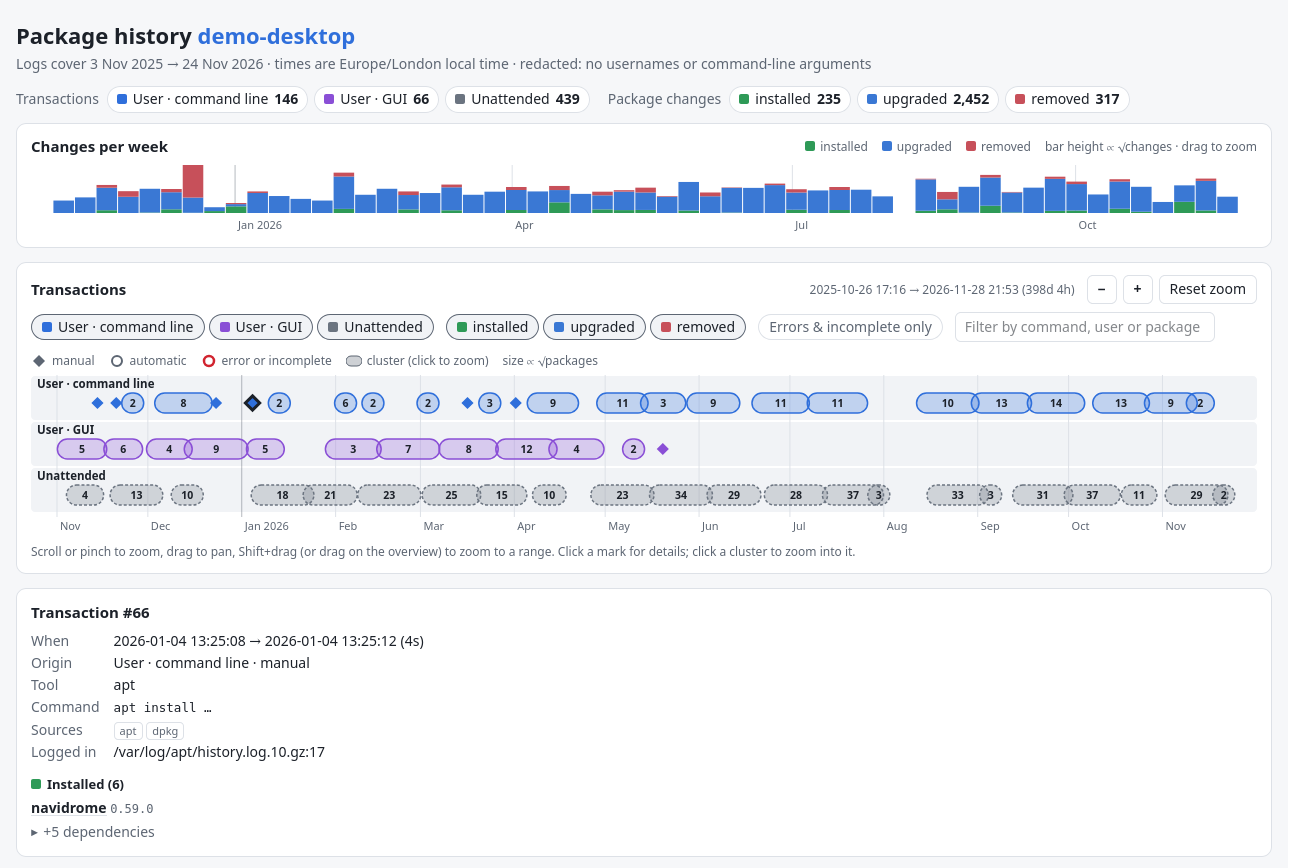 Package history demo-desktop
Logs cover 3 Nov 2025 → 24 Nov 2026 · times are Europe/London local time · redacted: no usernames or command-line arguments
Transactions User · command line 146 User · GUI 66 Unattended 439 Package changes installed 235 upgraded 2,452 removed 317
Changes per week installed upgraded removed bar height ∝ √changes · drag to zoom
Jan 2026 Apr Jul Oct
Transactions 2025-10-26 17:16 → 2026-11-28 21:53 (398d 4h) − + Reset zoom
User · command line User · GUI Unattended installed upgraded removed Errors & incomplete only Filter by command, user or package
manual automatic error or incomplete cluster (click to zoom) size ∝ √packages
User · command line
2 8 2 6 2 2 3 9 11 3 9 11 11 10 13 14 13 9 2
User · GUI
5 6 4 9 5 3 7 8 12 4 2
Unattended
4 13 10 18 21 23 25 15 10 23 34 29 28 37 3 33 3 31 37 11 29 2
Nov Dec Jan 2026 Feb Mar Apr May Jun Jul Aug Sep Oct Nov
Scroll or pinch to zoom, drag to pan, Shift+drag (or drag on the overview) to zoom to a range. Click a mark for details; click a cluster to zoom into it.
Transaction #66
When 2026-01-04 13:25:08 → 2026-01-04 13:25:12 (4s)
Origin User · command line · manual
Tool apt
Command apt install …
Sources apt dpkg
Logged in /var/log/apt/history.log.10.gz:17
Installed (6)
navidrome 0.59.0
▸ +5 dependencies